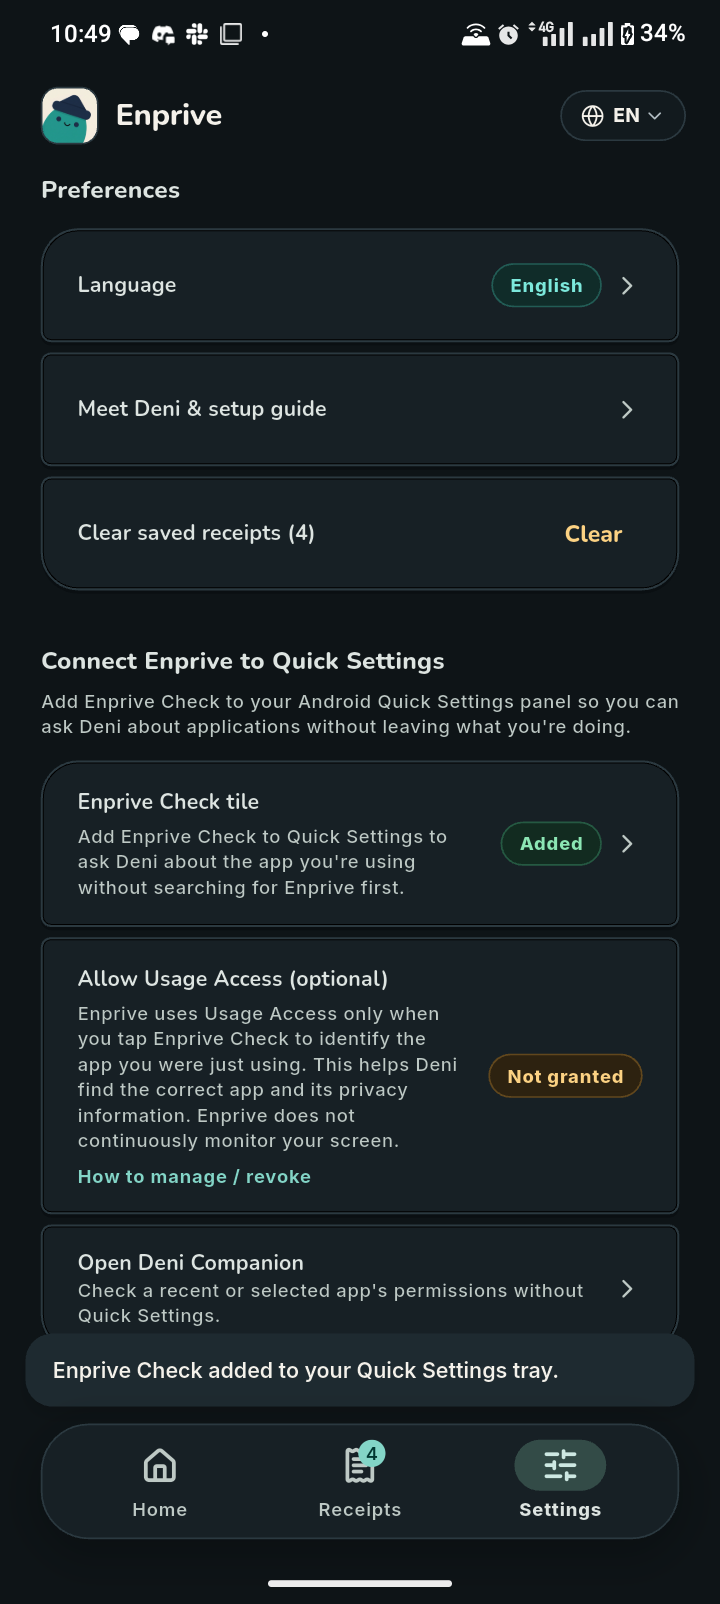 10:49
4G
34%
Enprive
EN
Preferences
Language
English
Meet Deni & setup guide
Clear saved receipts (4)
Clear
Connect Enprive to Quick Settings
Add Enprive Check to your Android Quick Settings panel so you can
ask Deni about applications without leaving what you're doing.
Enprive Check tile
Add Enprive Check to Quick Settings to
ask Deni about the app you're using
without searching for Enprive first.
Added
Allow Usage Access (optional)
Enprive uses Usage Access only when
you tap Enprive Check to identify the
app you were just using. This helps Deni
find the correct app and its privacy
information. Enprive does not
continuously monitor your screen.
Not granted
How to manage / revoke
Open Deni Companion
Check a recent or selected app's permissions without
Quick Settings.
Enprive Check added to your Quick Settings tray.
4
Home
Receipts
Settings